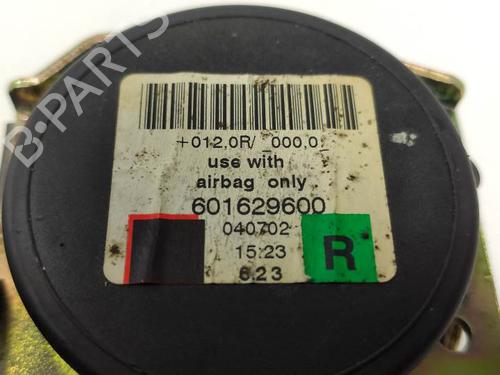 B-PARTS
+012,0R/_000,0_
use with
airbag only
601629600
040702
15:23
6.23
R